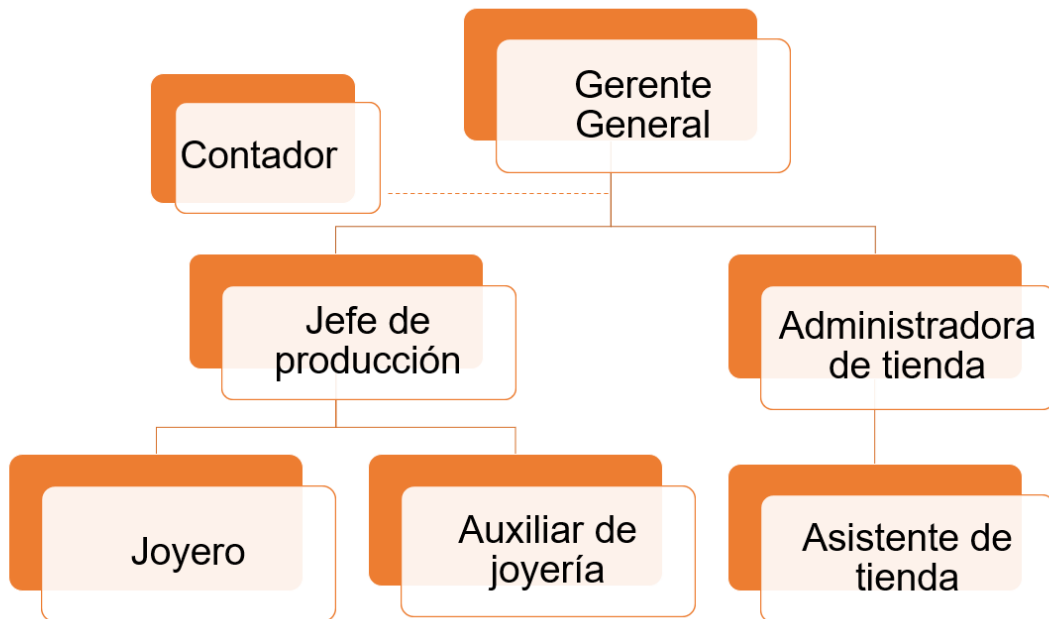 Gerente
General
Contador
Jefe de
producción
Administradora
de tienda
Joyero
Auxiliar de
joyería
Asistente de
tienda